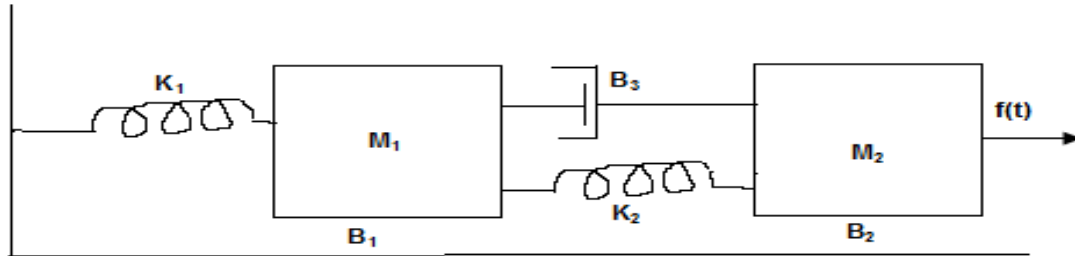 K₁
B₃
f(t)
M₁
M₂
K₂
B₁
B₂